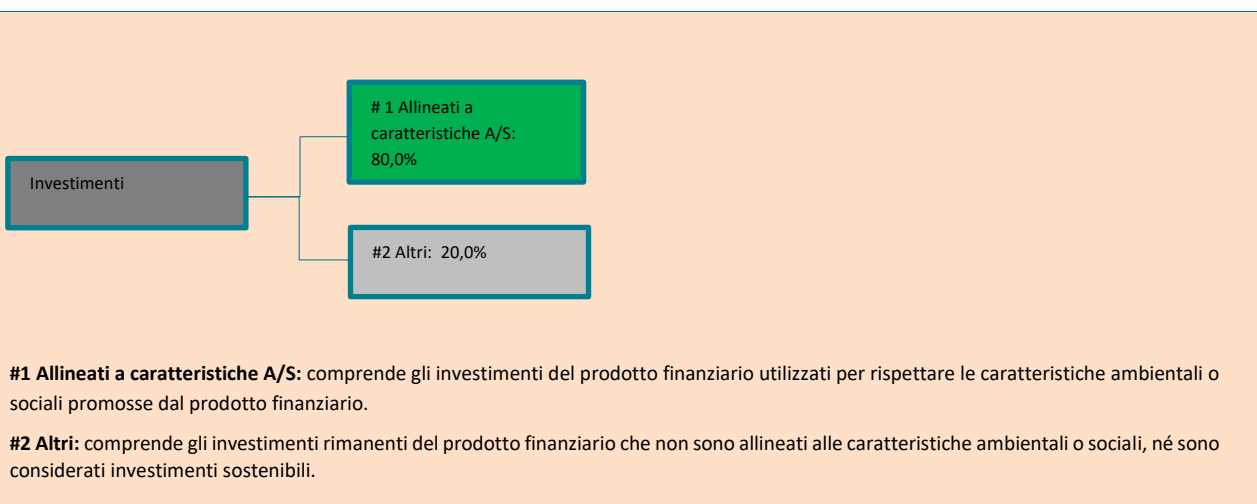 # 1 Allineati a
caratteristiche A/S:
80,0%
Investimenti
#2 Altri: 20,0%
#1 Allineati a caratteristiche A/S: comprende gli investimenti del prodotto finanziario utilizzati per rispettare le caratteristiche ambientali o
sociali promosse dal prodotto finanziario.
#2 Altri: comprende gli investimenti rimanenti del prodotto finanziario che non sono allineati alle caratteristiche ambientali o sociali, né sono
considerati investimenti sostenibili.